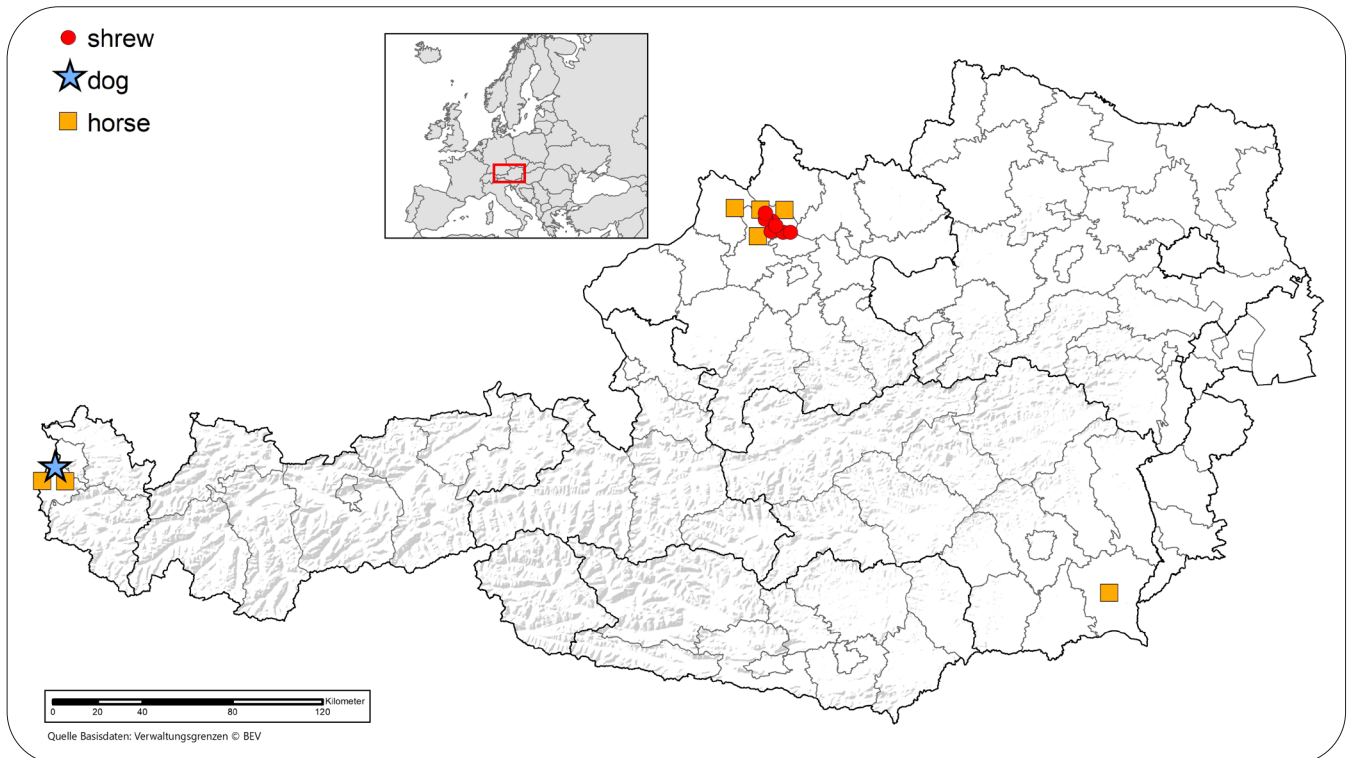 shrew
dog
horse
Kilometer
0 20 40 80 120
Quelle Basisdaten: Verwaltungsgrenzen © BEV